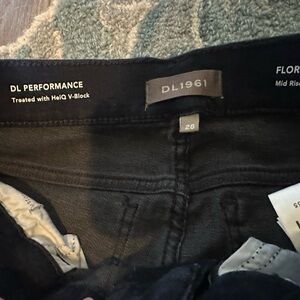 DL PERFORMANCE
Treated with HeiQ V-Block
DL1961
26
FLOR
Mid Ris